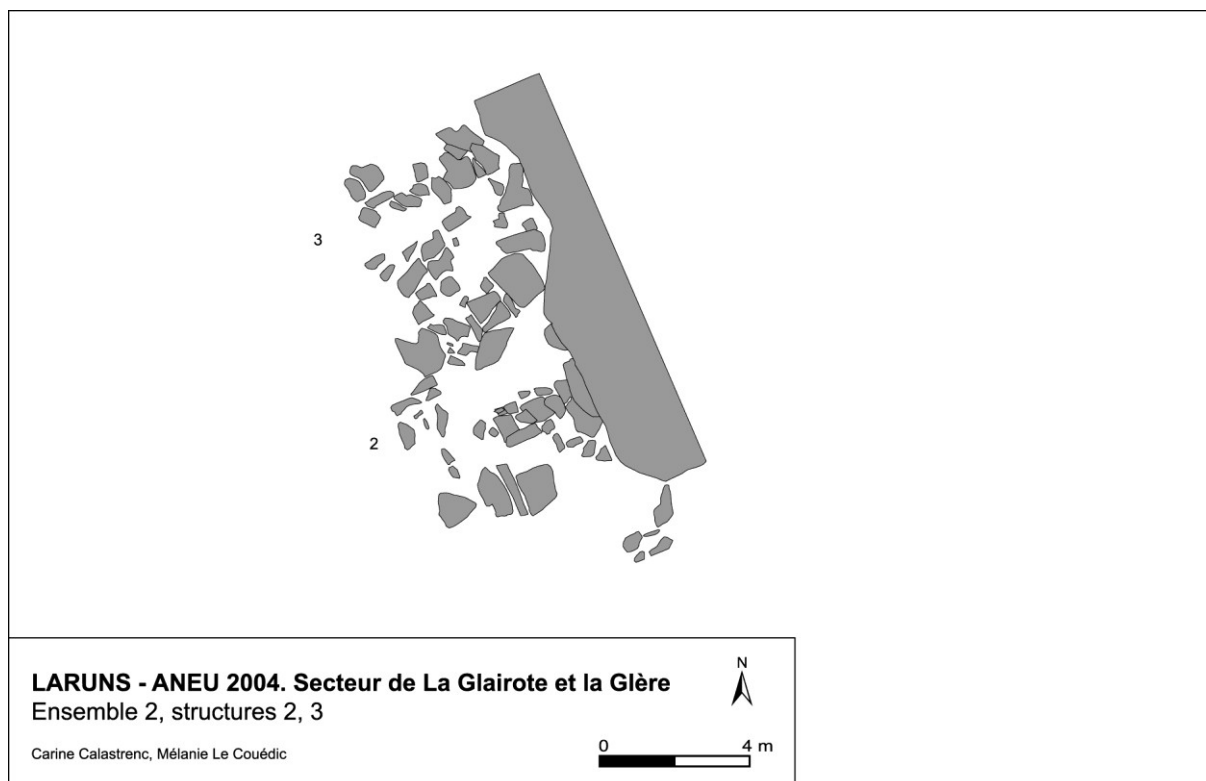 3
2
LARUNS - ANEU 2004. Secteur de La Glairote et la Glère
Ensemble 2, structures 2, 3
Carine Calastrenc, Mélanie Le Couédic
N
0 4 m